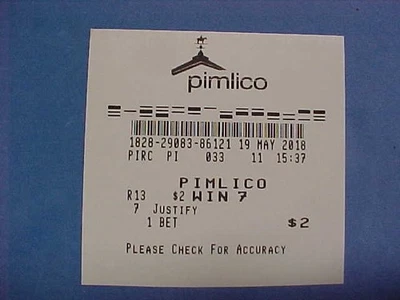 pimlico
1828-29083-86121 19 MAY 2018
PIRC PI 033 11 15:37
PIMLICO
R13 $2 WIN 7
7 JUSTIFY
1 BET $2
PLEASE CHECK FOR ACCURACY